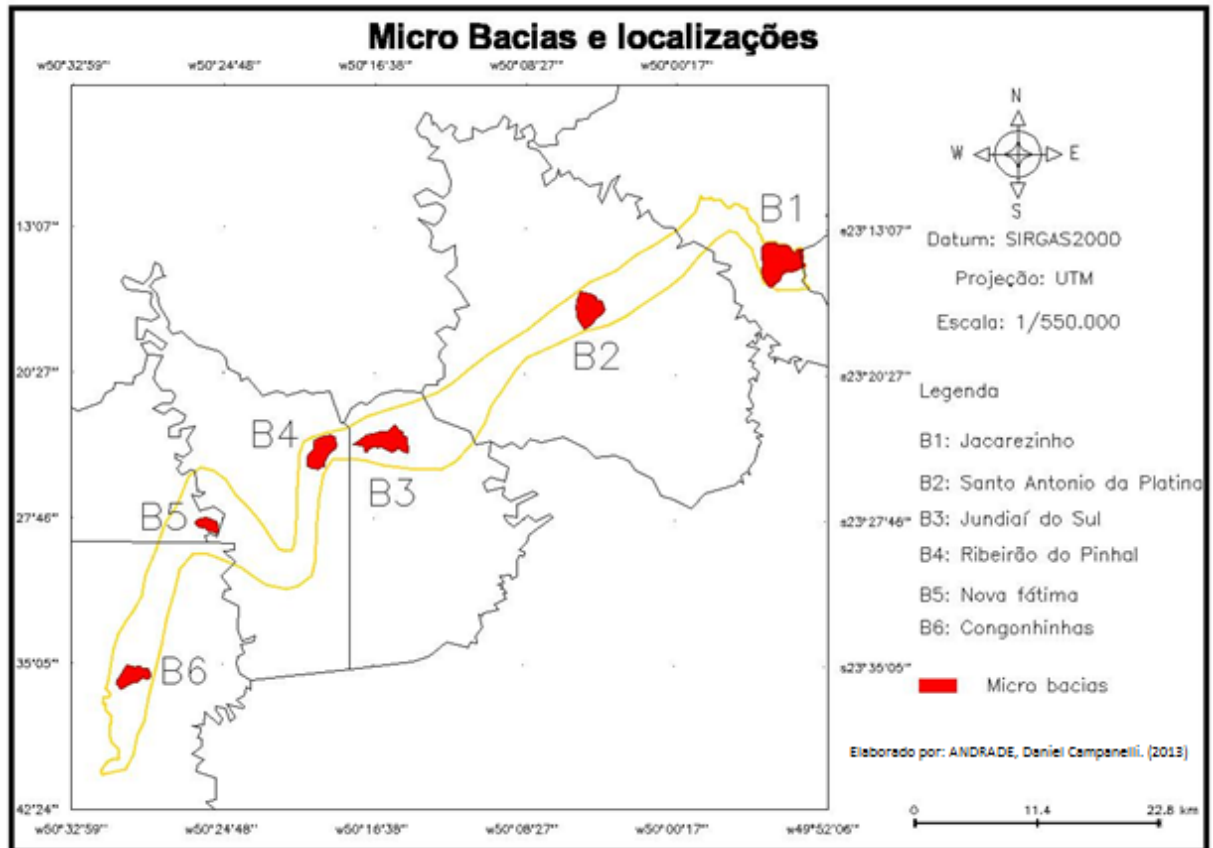 Micro Bacias e localizações
w50°32'59"' w50°24'48"' w50°16'38"' w50°08'27"' w50°00'17"'
N
W E
S
B1
13'07"' s23°13'07"'
Datum: SIRGAS2000
Projeção: UTM
Escala: 1/550.000
B2
20'27"' s23°20'27"'
Legenda
B4
B1: Jacarezinho
B3
B2: Santo Antonio da Platina
B5
27'46"' s23°27'46"'
B3: Jundiaí do Sul
B4: Ribeirão do Pinhal
B5: Nova fátima
B6: Congonhinhas
B6
35'05"' s23°35'05"'
Micro bacias
Elaborado por: ANDRADE, Daniel Campanelli. (2013)
42'24"'
0 11.4 22.8 km
w50°32'59"' w50°24'48"' w50°16'38"' w50°08'27"' w50°00'17"' w49°52'06"'